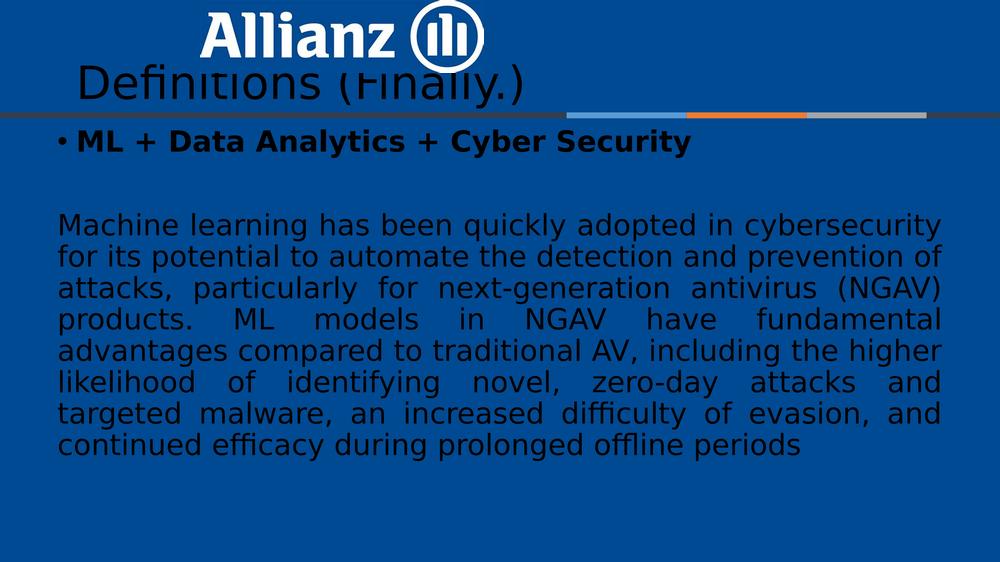 Allianz
Definitions (Finally.)
• ML + Data Analytics + Cyber Security
Machine learning has been quickly adopted in cybersecurity
for its potential to automate the detection and prevention of
attacks, particularly for next-generation antivirus (NGAV)
products. ML models in NGAV have fundamental
advantages compared to traditional AV, including the higher
likelihood of identifying novel, zero-day attacks and
targeted malware, an increased difficulty of evasion, and
continued efficacy during prolonged offline periods